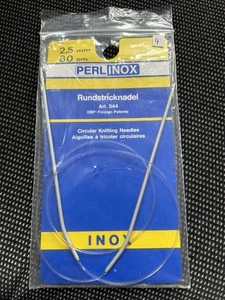 2,5 mm
80 cm
PERLINOX
Rundstricknadel
Art. 544
DBP · Foreign Patents
Circular Knitting Needles
Aiguilles à tricoter circulaires
INOX